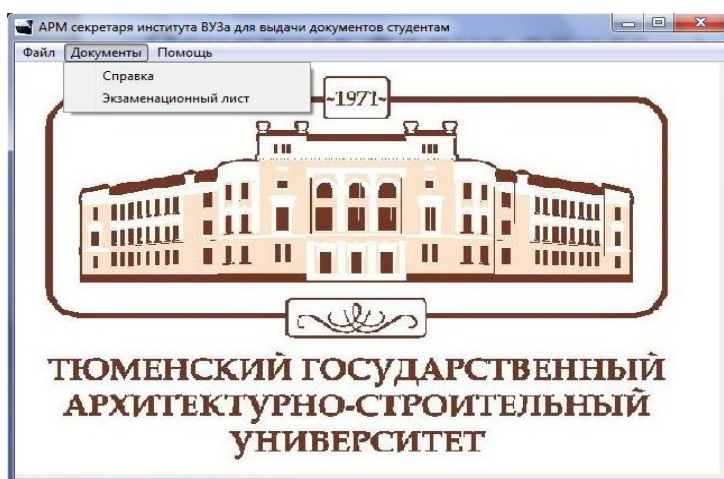 АРМ секретаря института ВУЗа для выдачи документов студентам
Файл Документы Помощь
Справка
Экзаменационный лист
~1971~
ТЮМЕНСКИЙ ГОСУДАРСТВЕННЫЙ
АРХИТЕКТУРНО-СТРОИТЕЛЬНЫЙ
УНИВЕРСИТЕТ